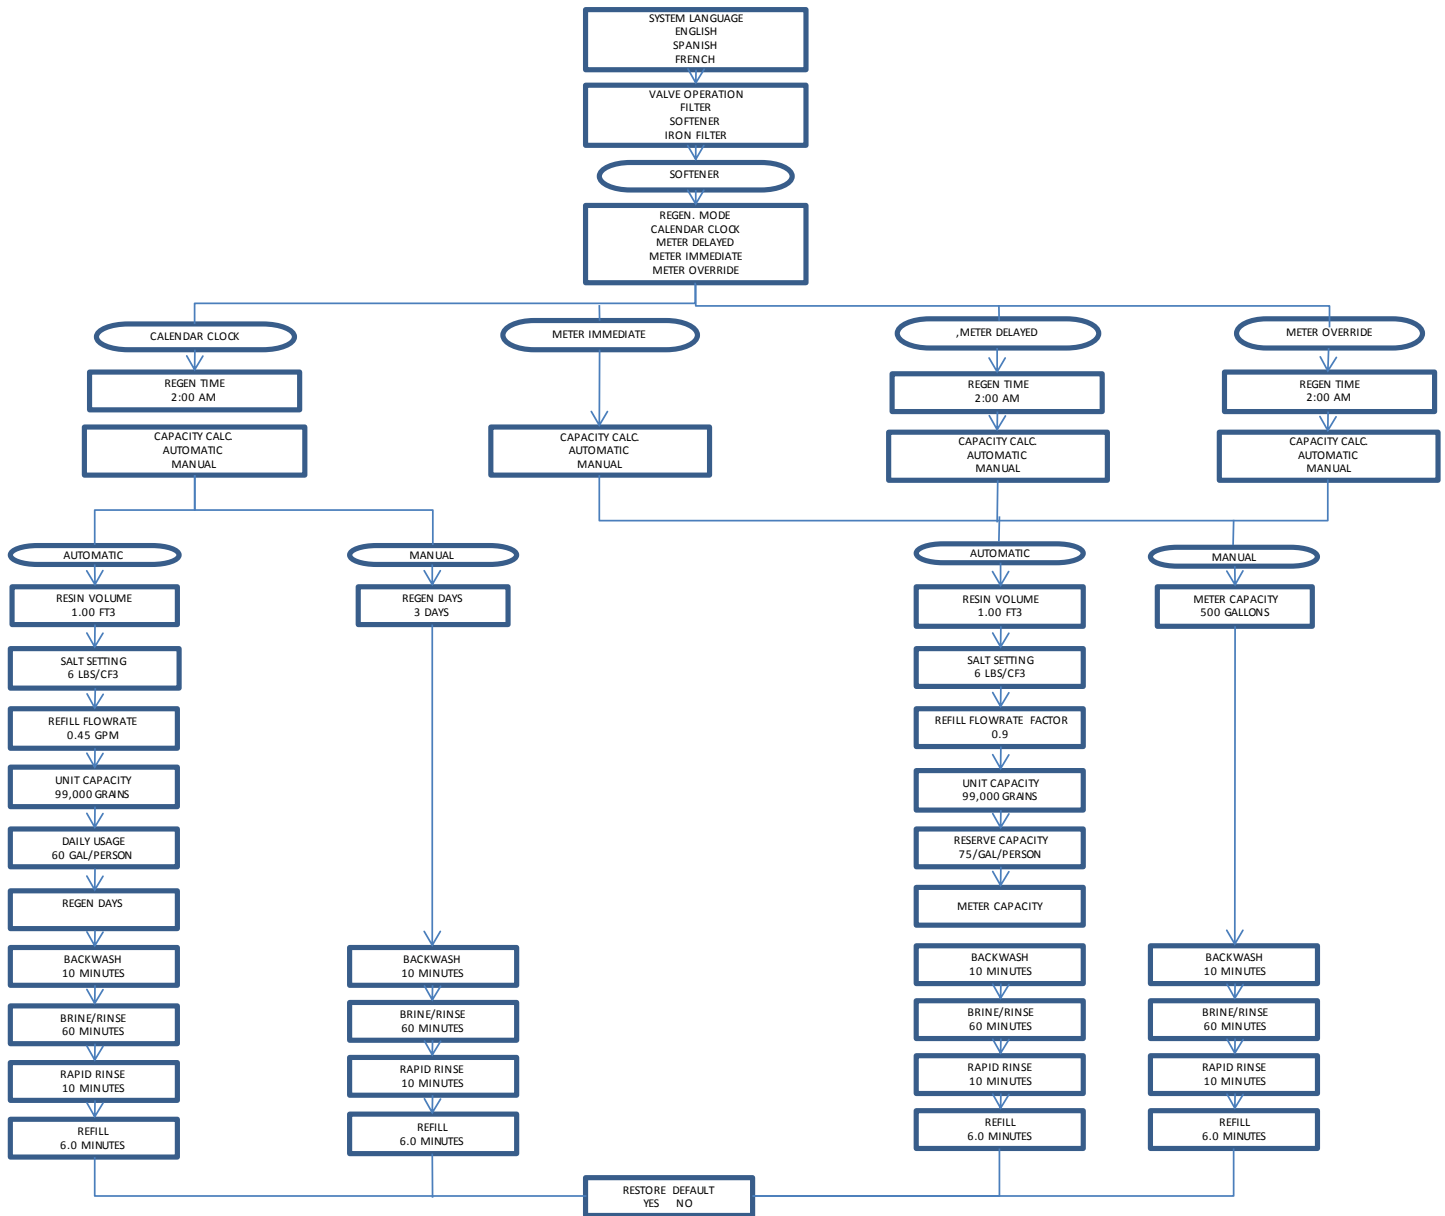 SYSTEM LANGUAGE
ENGLISH
SPANISH
FRENCH
VALVE OPERATION
FILTER
SOFTENER
IRON FILTER
SOFTENER
REGEN. MODE
CALENDAR CLOCK
METER DELAYED
METER IMMEDIATE
METER OVERRIDE
CALENDAR CLOCK
REGEN TIME
2:00 AM
CAPACITY CALC.
AUTOMATIC
MANUAL
METER IMMEDIATE
CAPACITY CALC.
AUTOMATIC
MANUAL
,METER DELAYED
REGEN TIME
2:00 AM
CAPACITY CALC.
AUTOMATIC
MANUAL
METER OVERRIDE
REGEN TIME
2:00 AM
CAPACITY CALC.
AUTOMATIC
MANUAL
AUTOMATIC
RESIN VOLUME
1.00 FT3
SALT SETTING
6 LBS/CF3
REFILL FLOWRATE
0.45 GPM
UNIT CAPACITY
99,000 GRAINS
DAILY USAGE
60 GAL/PERSON
REGEN DAYS
BACKWASH
10 MINUTES
BRINE/RINSE
60 MINUTES
RAPID RINSE
10 MINUTES
REFILL
6.0 MINUTES
MANUAL
REGEN DAYS
3 DAYS
BACKWASH
10 MINUTES
BRINE/RINSE
60 MINUTES
RAPID RINSE
10 MINUTES
REFILL
6.0 MINUTES
AUTOMATIC
RESIN VOLUME
1.00 FT3
SALT SETTING
6 LBS/CF3
REFILL FLOWRATE FACTOR
0.9
UNIT CAPACITY
99,000 GRAINS
RESERVE CAPACITY
75/GAL/PERSON
METER CAPACITY
BACKWASH
10 MINUTES
BRINE/RINSE
60 MINUTES
RAPID RINSE
10 MINUTES
REFILL
6.0 MINUTES
MANUAL
METER CAPACITY
500 GALLONS
BACKWASH
10 MINUTES
BRINE/RINSE
60 MINUTES
RAPID RINSE
10 MINUTES
REFILL
6.0 MINUTES
RESTORE DEFAULT
YES NO